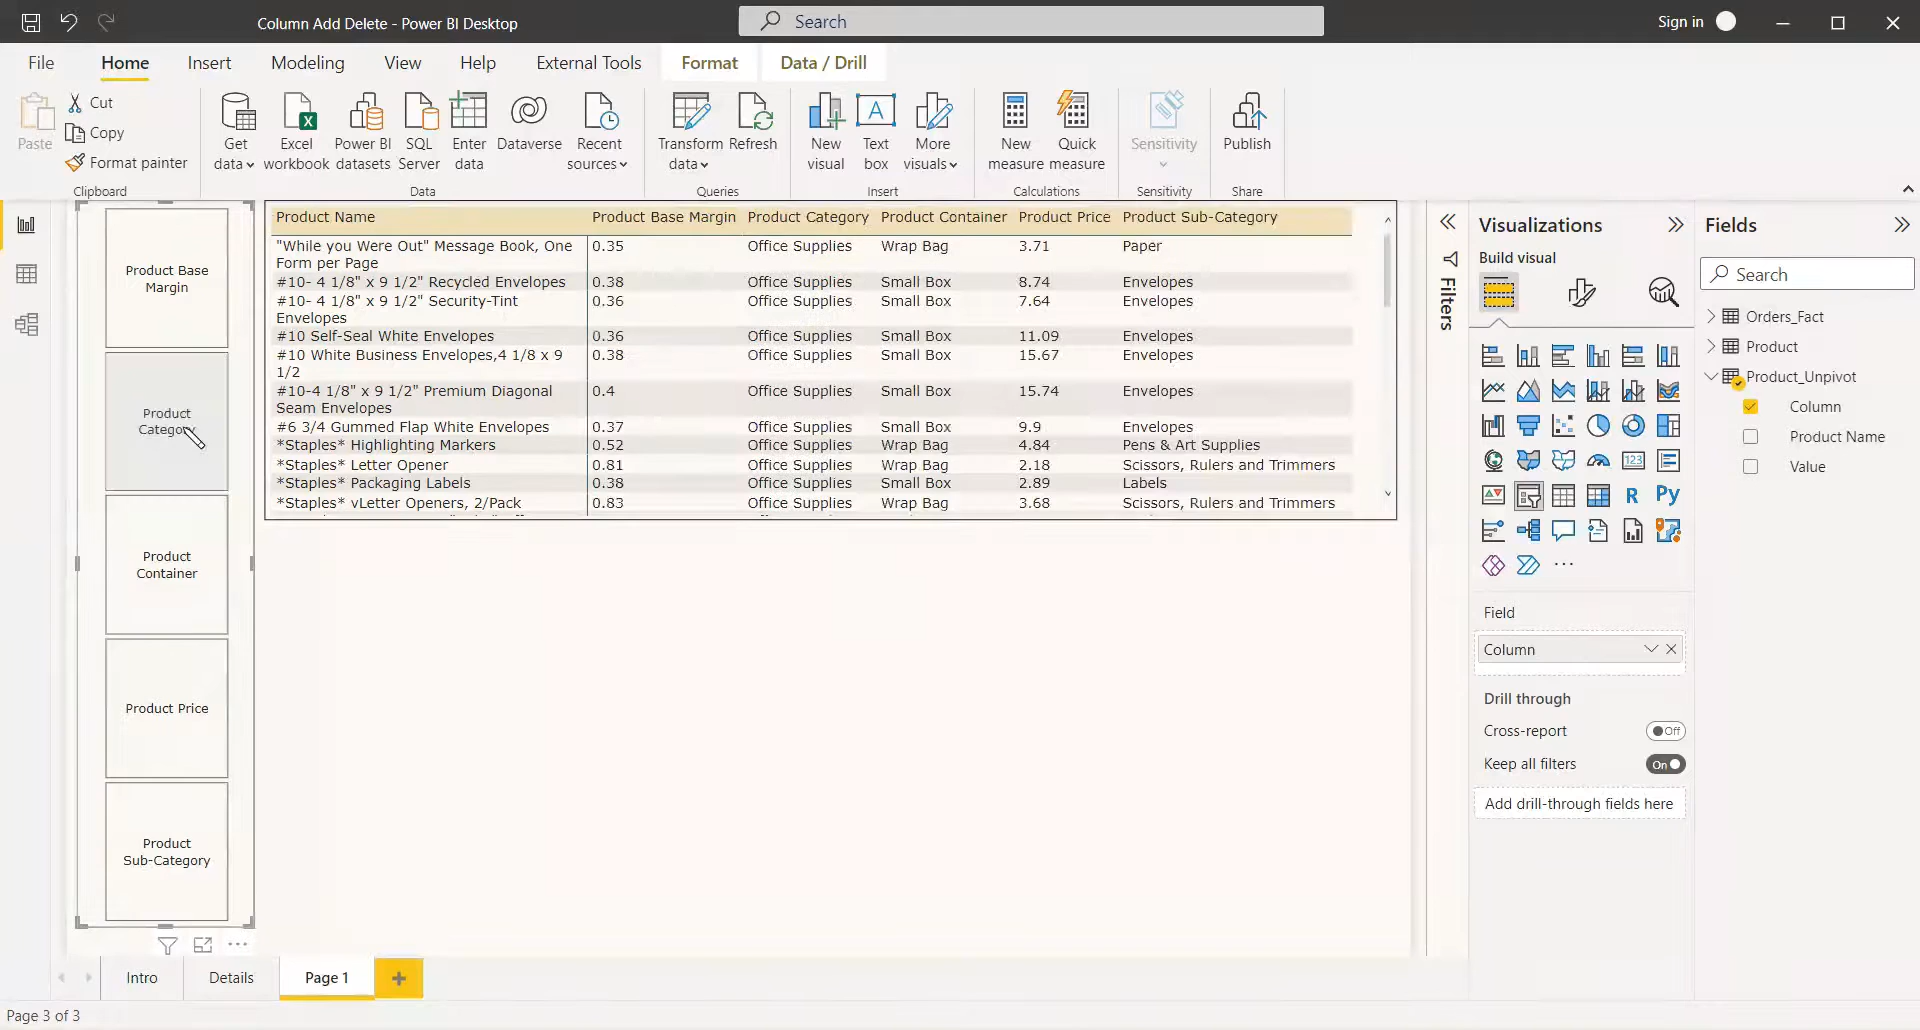 Column Add Delete - Power BI Desktop
Search
Sign in
File
Home
Insert
Modeling
View
Help
External Tools
Format
Data / Drill
Paste
Cut
Copy
Format painter
Clipboard
Get
data
Excel
workbook
Power BI
datasets
SQL
Server
Enter
data
Dataverse
Recent
sources
Data
Transform
data
Refresh
Queries
New
visual
Text
box
More
visuals
Insert
New
measure
Quick
measure
Calculations
Sensitivity
Sensitivity
Publish
Share
Product Base
Margin
Product
Category
Product
Container
Product Price
Product
Sub-Category
Product Name Product Base Margin Product Category Product Container Product Price Product Sub-Category
"While you Were Out" Message Book, One 0.35 Office Supplies Wrap Bag 3.71 Paper
Form per Page
#10- 4 1/8" x 9 1/2" Recycled Envelopes 0.38 Office Supplies Small Box 8.74 Envelopes
#10- 4 1/8" x 9 1/2" Security-Tint 0.36 Office Supplies Small Box 7.64 Envelopes
Envelopes
#10 Self-Seal White Envelopes 0.36 Office Supplies Small Box 11.09 Envelopes
#10 White Business Envelopes,4 1/8 x 9 0.38 Office Supplies Small Box 15.67 Envelopes
1/2
#10-4 1/8" x 9 1/2" Premium Diagonal 0.4 Office Supplies Small Box 15.74 Envelopes
Seam Envelopes
#6 3/4 Gummed Flap White Envelopes 0.37 Office Supplies Small Box 9.9 Envelopes
*Staples* Highlighting Markers 0.52 Office Supplies Wrap Bag 4.84 Pens & Art Supplies
*Staples* Letter Opener 0.81 Office Supplies Wrap Bag 2.18 Scissors, Rulers and Trimmers
*Staples* Packaging Labels 0.38 Office Supplies Small Box 2.89 Labels
*Staples* vLetter Openers, 2/Pack 0.83 Office Supplies Wrap Bag 3.68 Scissors, Rulers and Trimmers
Filters
Visualizations
Build visual
123
R
Py
Field
Column
Drill through
Cross-report
Off
Keep all filters
On
Add drill-through fields here
Fields
Search
Orders_Fact
Product
Product_Unpivot
Column
Product Name
Value
Intro
Details
Page 1
Page 3 of 3